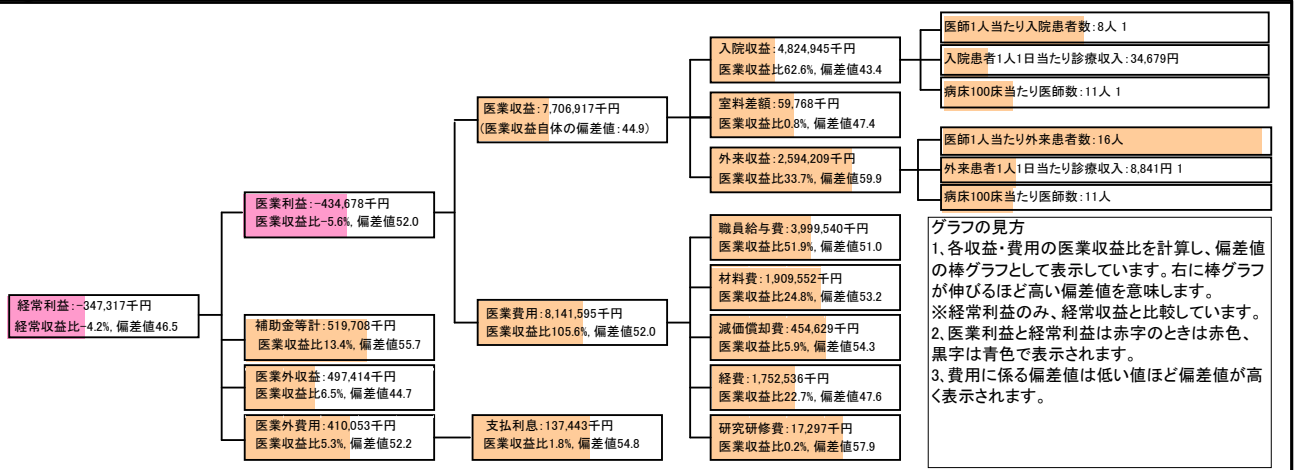 経常利益:-347,317千円
経常収益比-4.2%, 偏差値46.5
医業利益:-434,678千円
医業収益比-5.6%, 偏差値52.0
補助金等計:519,708千円
医業収益比13.4%, 偏差値55.7
医業外収益:497,414千円
医業収益比6.5%, 偏差値44.7
医業外費用:410,053千円
医業収益比5.3%, 偏差値52.2
医業収益:7,706,917千円
(医業収益自体の偏差値:44.9)
医業費用:8,141,595千円
医業収益比105.6%, 偏差値52.0
支払利息:137,443千円
医業収益比1.8%, 偏差値54.8
入院収益:4,824,945千円
医業収益比62.6%, 偏差値43.4
室料差額:59,768千円
医業収益比0.8%, 偏差値47.4
外来収益:2,594,209千円
医業収益比33.7%, 偏差値59.9
職員給与費:3,999,540千円
医業収益比51.9%, 偏差値51.0
材料費:1,909,552千円
医業収益比24.8%, 偏差値53.2
減価償却費:454,629千円
医業収益比5.9%, 偏差値54.3
経費:1,752,536千円
医業収益比22.7%, 偏差値47.6
研究研修費:17,297千円
医業収益比0.2%, 偏差値57.9
医師1人当たり入院患者数:8人 1
入院患者1人1日当たり診療収入:34,679円
病床100床当たり医師数:11人 1
医師1人当たり外来患者数:16人
外来患者1人1日当たり診療収入:8,841円 1
病床100床当たり医師数:11人
グラフの見方
1、各収益・費用の医業収益比を計算し、偏差値
の棒グラフとして表示しています。右に棒グラフ
が伸びるほど高い偏差値を意味します。
※経常利益のみ、経常収益と比較しています。
2、医業利益と経常利益は赤字のときは赤色、
黒字は青色で表示されます。
3、費用に係る偏差値は低い値ほど偏差値が高
く表示されます。